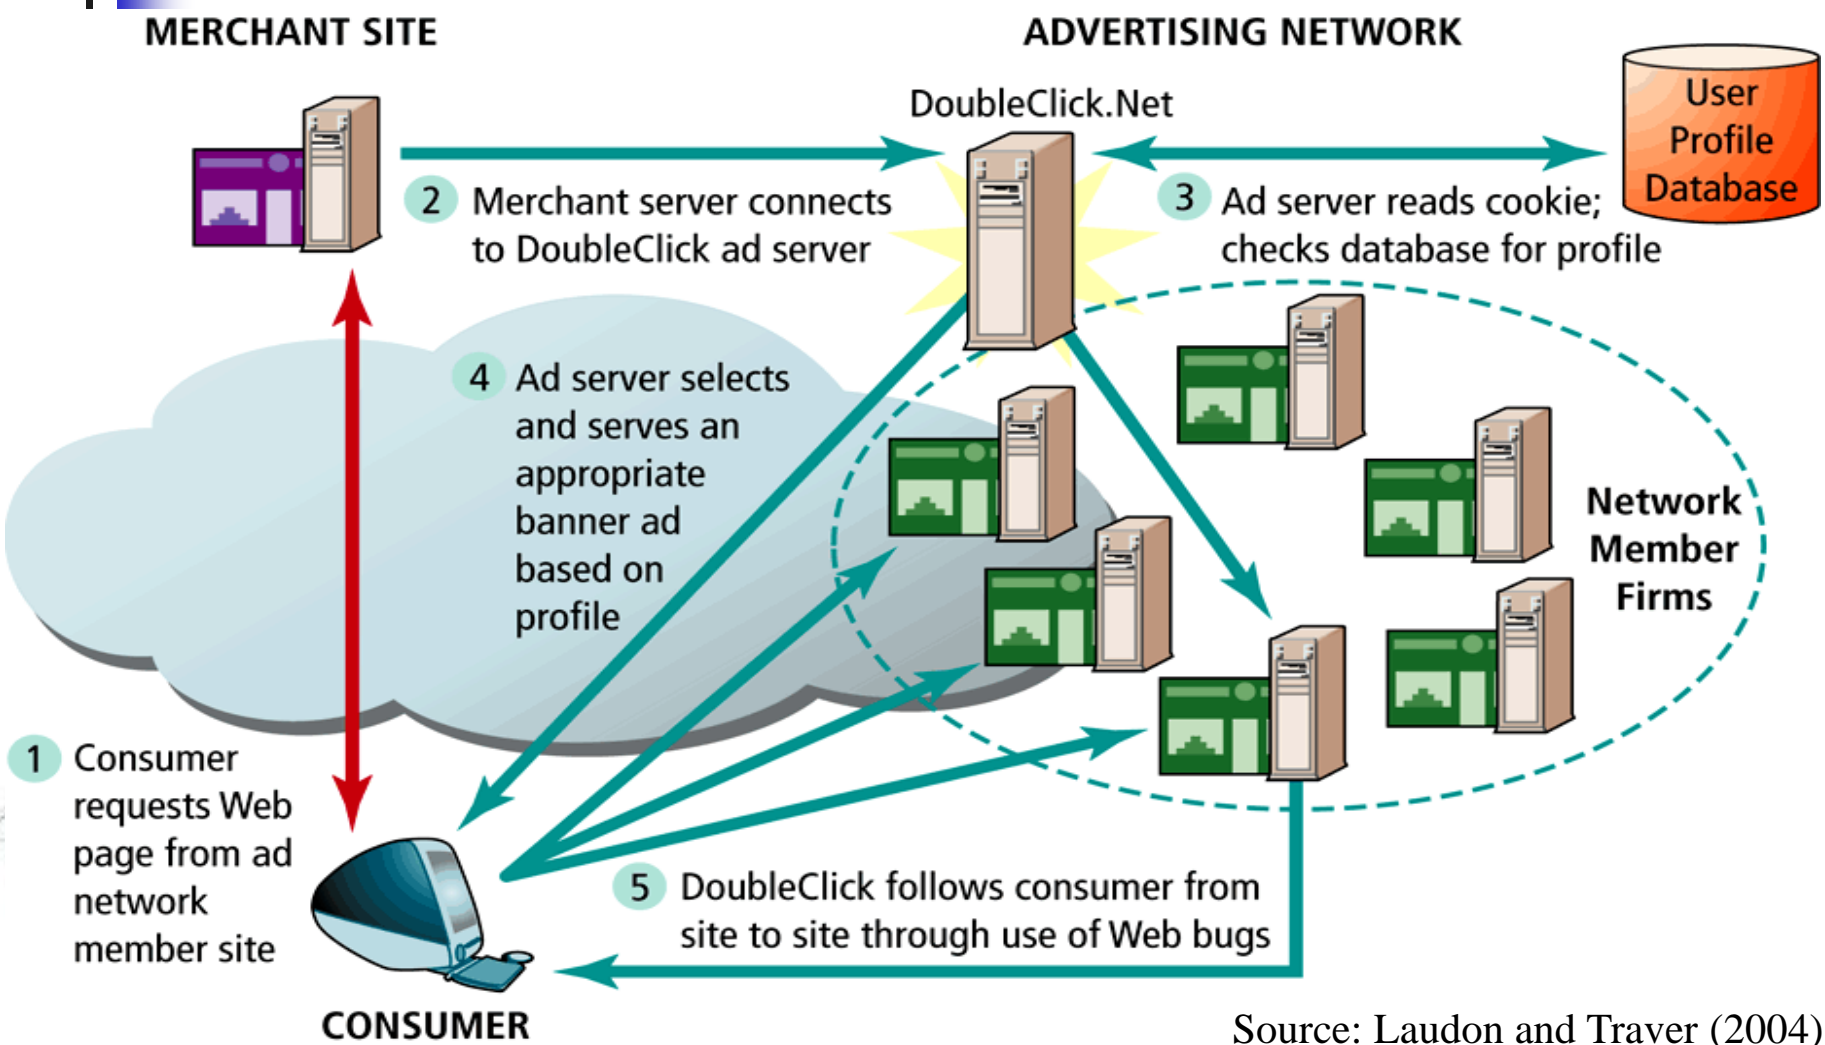 MERCHANT SITE
ADVERTISING NETWORK
DoubleClick.Net
User
Profile
Database
2 Merchant server connects
to DoubleClick ad server
3 Ad server reads cookie;
checks database for profile
4 Ad server selects
and serves an
appropriate
banner ad
based on
profile
Network
Member
Firms
1 Consumer
requests Web
page from ad
network
member site
5 DoubleClick follows consumer from
site to site through use of Web bugs
CONSUMER
Source: Laudon and Traver (2004)